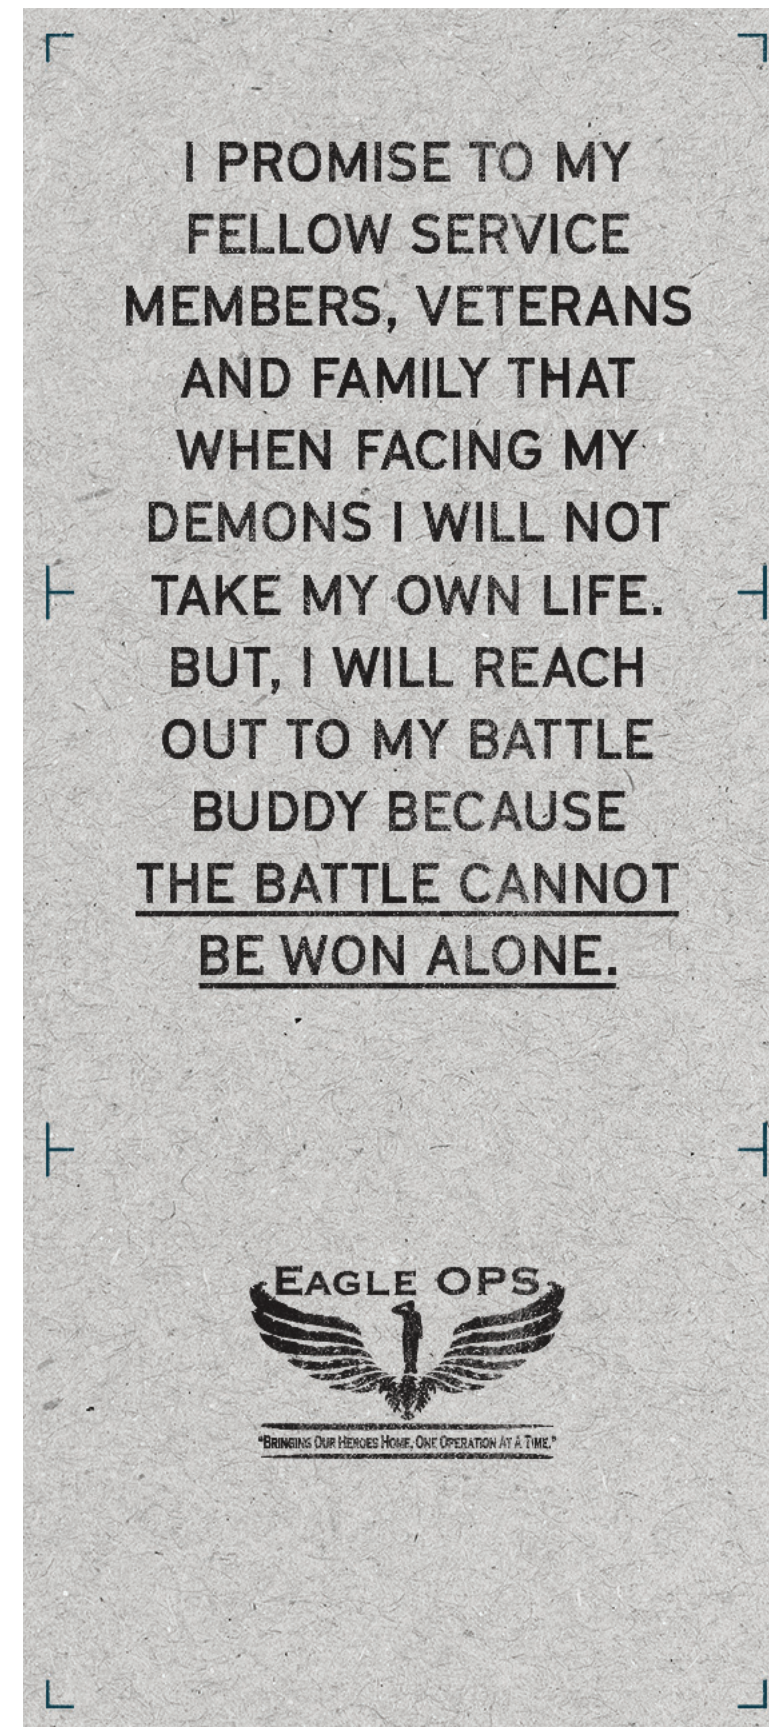 I PROMISE TO MY
FELLOW SERVICE
MEMBERS, VETERANS
AND FAMILY THAT
WHEN FACING MY
DEMONS I WILL NOT
TAKE MY OWN LIFE.
BUT, I WILL REACH
OUT TO MY BATTLE
BUDDY BECAUSE
THE BATTLE CANNOT
BE WON ALONE.
EAGLE OPS
"BRINGING OUR HEROES HOME, ONE OPERATION AT A TIME."